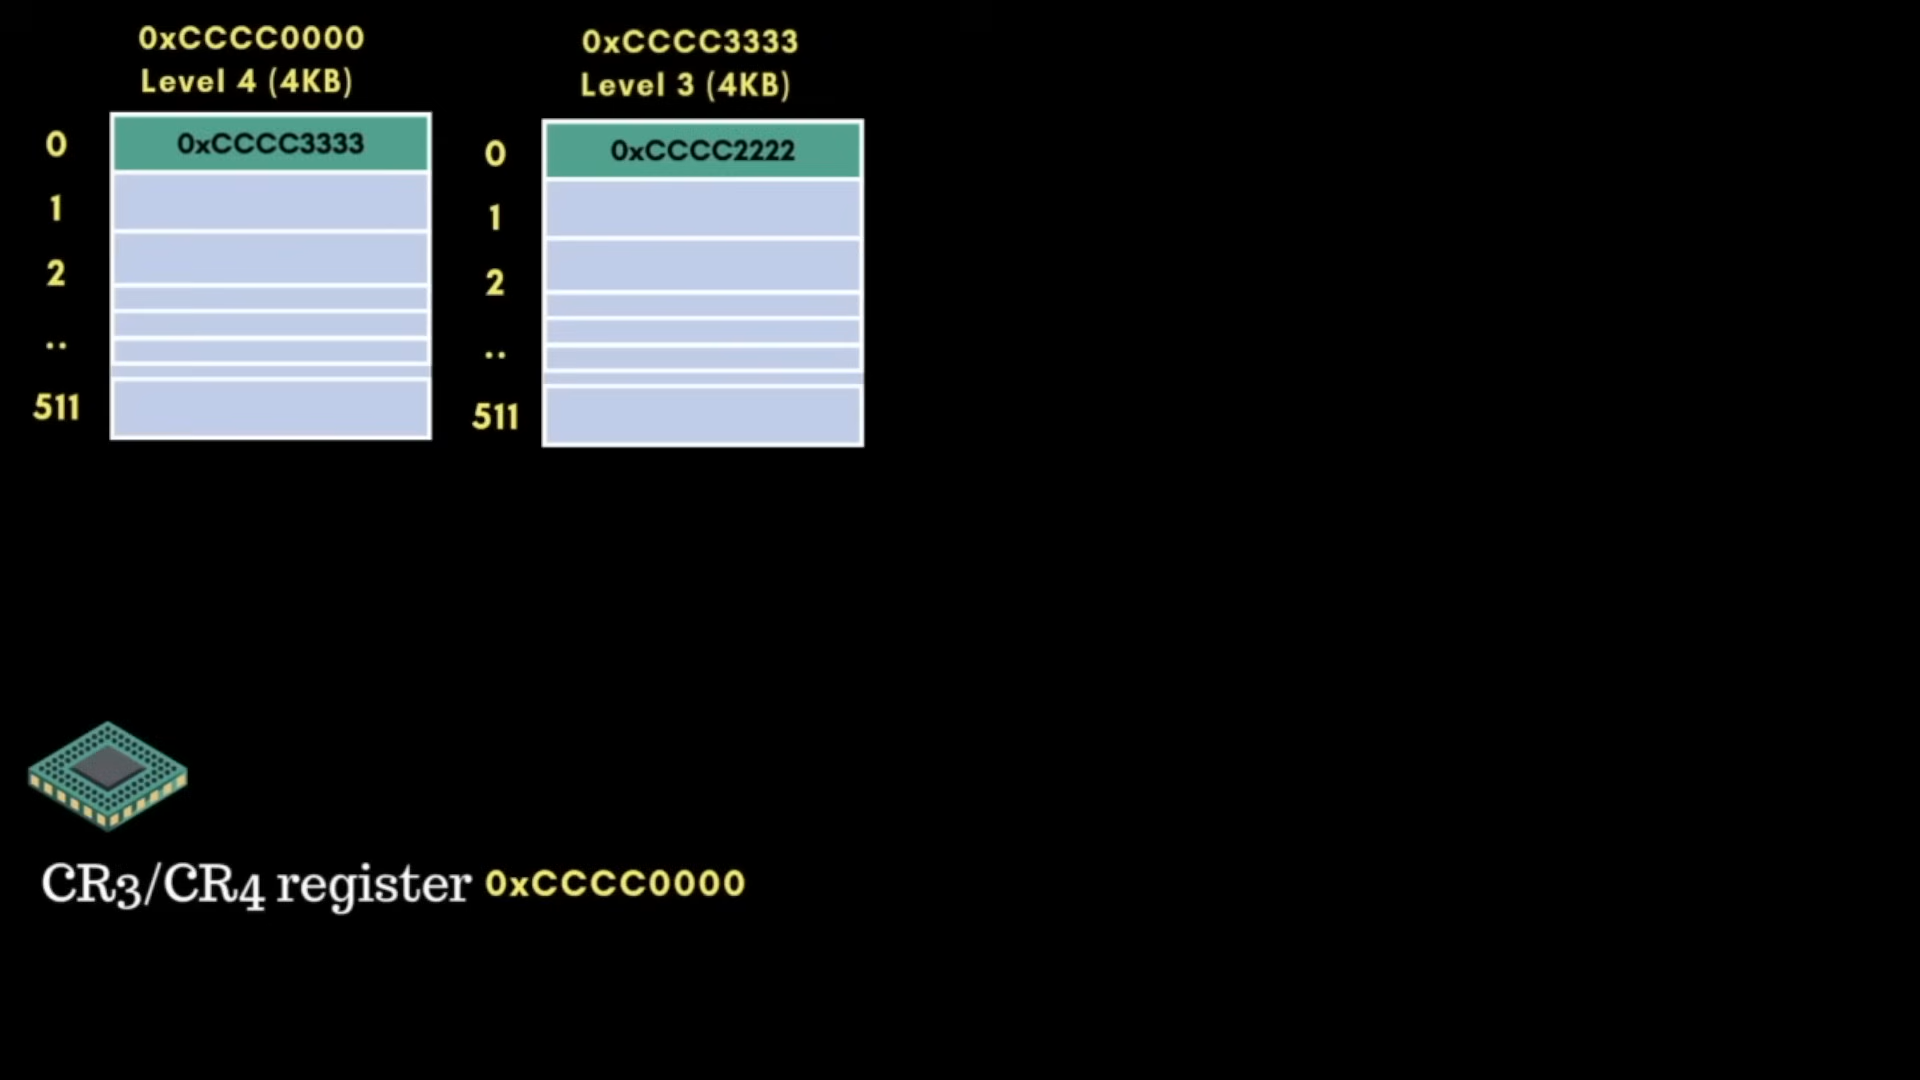 0xCCCC0000
Level 4 (4KB)
0
0xCCCC3333
1
2
..
511
0xCCCC3333
Level 3 (4KB)
0
0xCCCC2222
1
2
..
511
CR3/CR4 register 0xCCCC0000